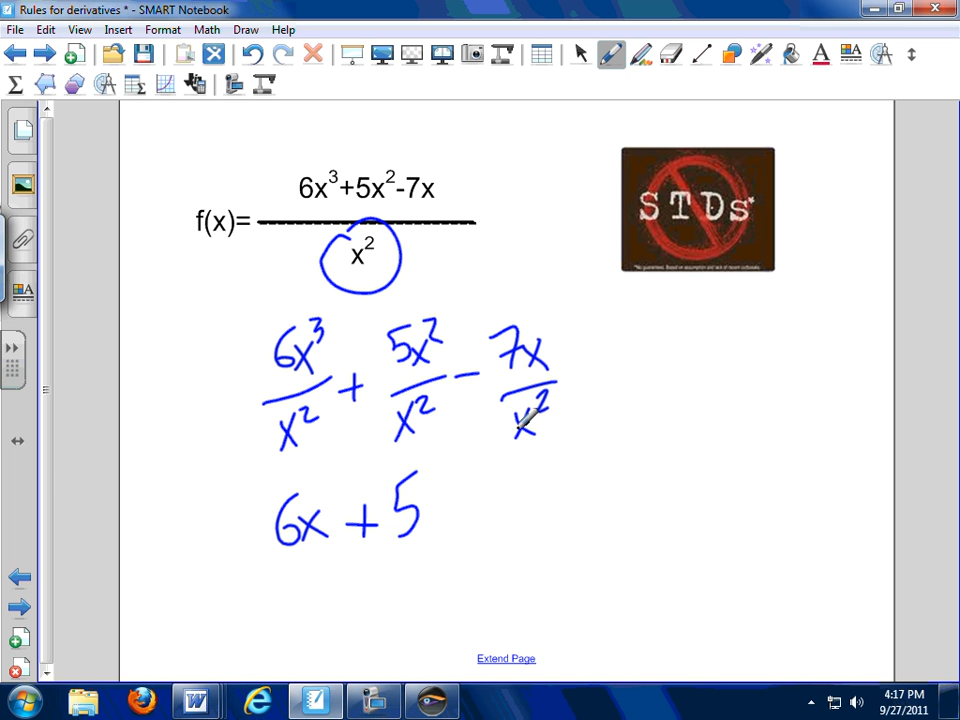 Rules for derivatives * - SMART Notebook
File Edit View Insert Format Math Draw Help
6x³+5x²-7x
f(x)= --------------------
x²
STDs*
6x³/x² + 5x²/x² - 7x/x²
6x + 5
Extend Page
4:17 PM
9/27/2011